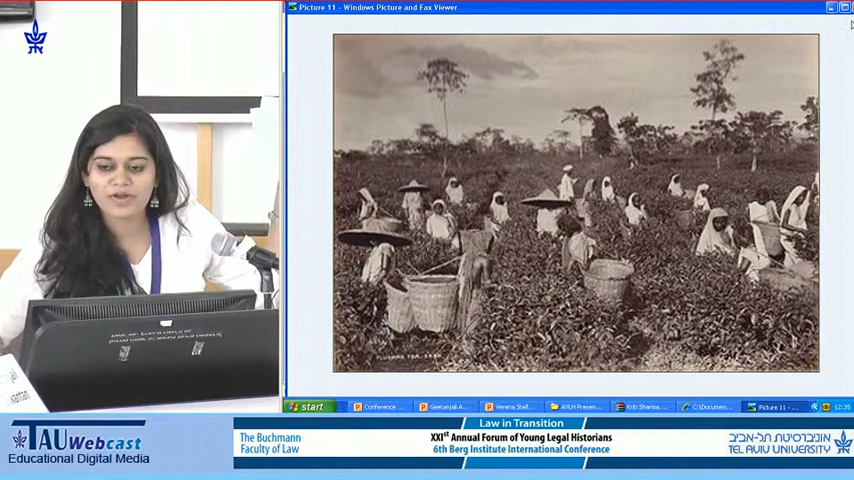 Picture 11 - Windows Picture and Fax Viewer
start
Conference ...
Geetanjali A...
Verena Stell...
AYLH Presen...
Kriti Sharma...
C:\Documen...
Picture 11 - ...
12:35
TAU Webcast
Educational Digital Media
The Buchmann
Faculty of Law
Law in Transition
XXIst Annual Forum of Young Legal Historians
6th Berg Institute International Conference
אוניברסיטת תל-אביב
TEL AVIV UNIVERSITY